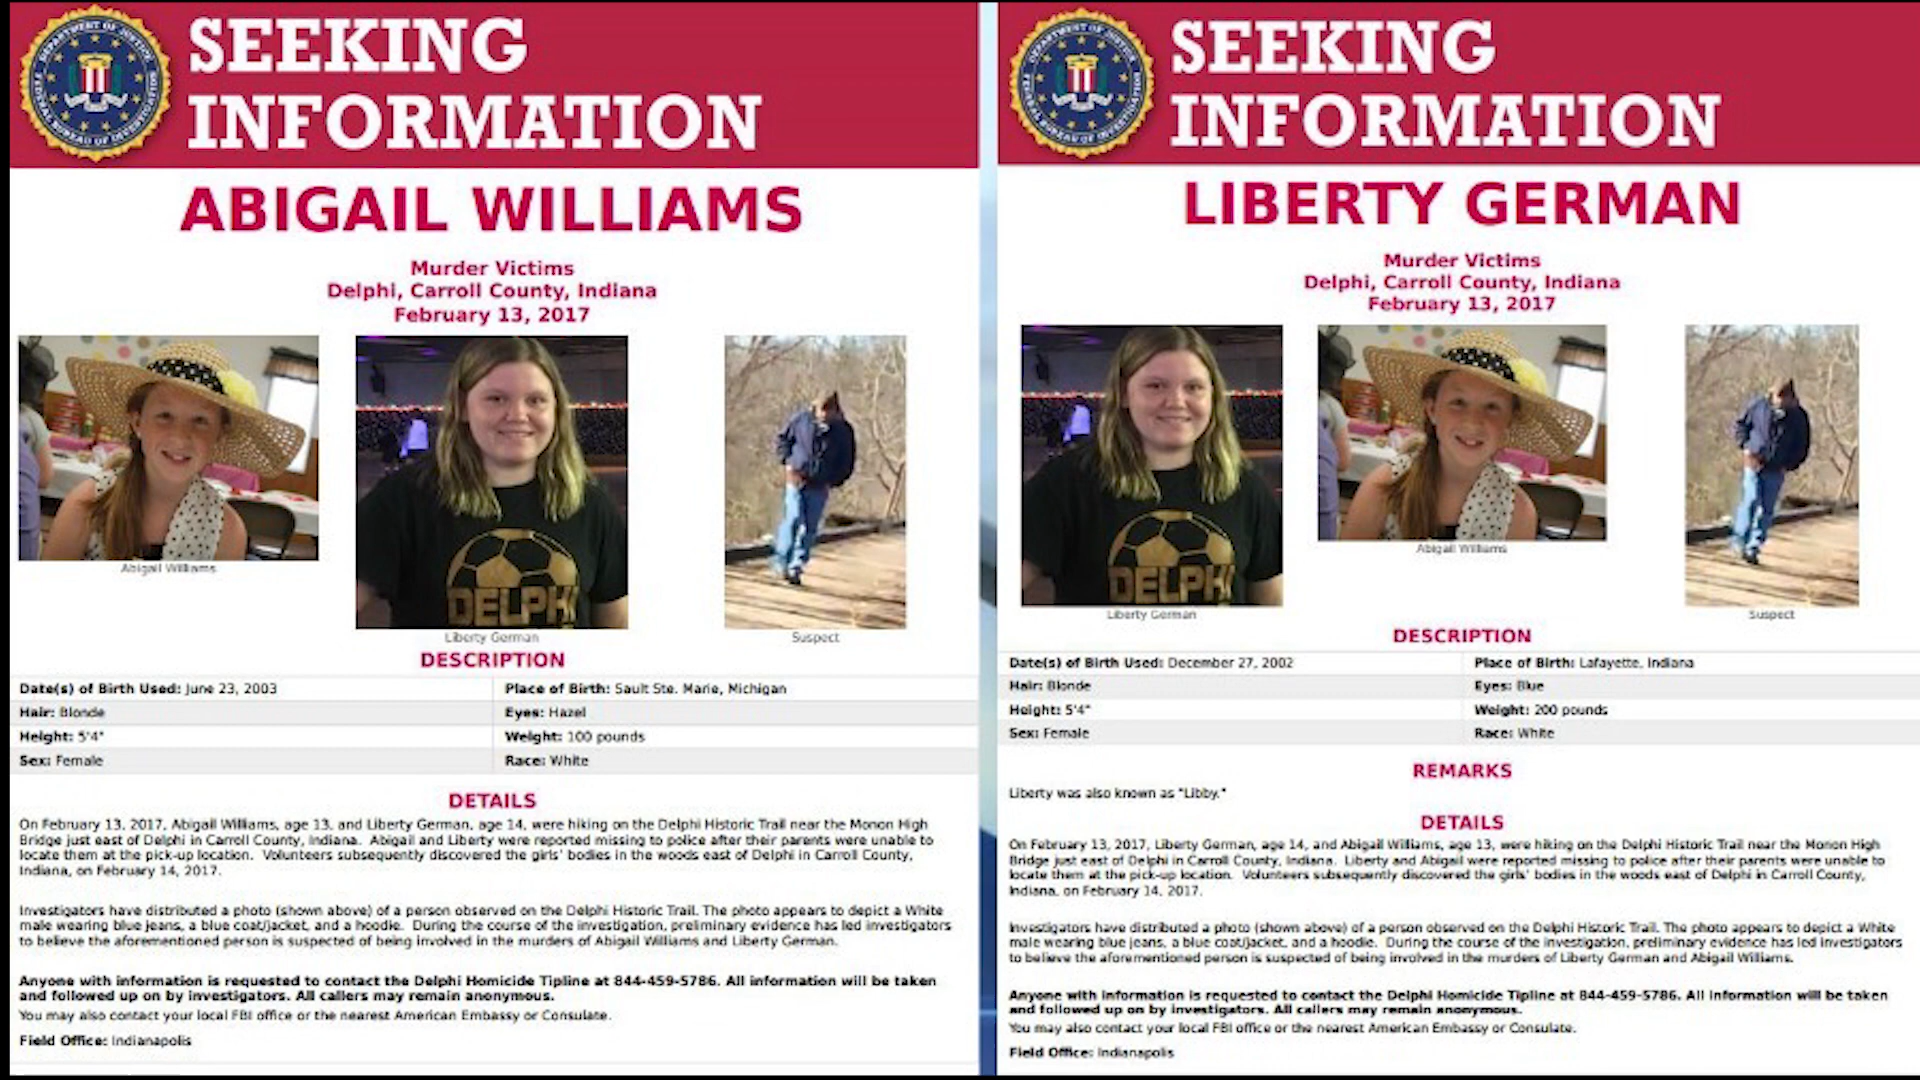 SEEKING
INFORMATION
ABIGAIL WILLIAMS
Murder Victims
Delphi, Carroll County, Indiana
February 13, 2017
DELPHI
Abigail Williams
Liberty German
Suspect
DESCRIPTION
Date(s) of Birth Used: June 23, 2003
Place of Birth: Sault Ste. Marie, Michigan
Hair: Blonde
Eyes: Hazel
Height: 5'4"
Weight: 100 pounds
Sex: Female
Race: White
DETAILS
On February 13, 2017, Abigail Williams, age 13, and Liberty German, age 14, were hiking on the Delphi Historic Trail near the Monon High
Bridge just east of Delphi in Carroll County, Indiana. Abigail and Liberty were reported missing to police after their parents were unable to
locate them at the pick-up location. Volunteers subsequently discovered the girls' bodies in the woods east of Delphi in Carroll County,
Indiana, on February 14, 2017.
Investigators have distributed a photo (shown above) of a person observed on the Delphi Historic Trail. The photo appears to depict a White
male wearing blue jeans, a blue coat/jacket, and a hoodie. During the course of the investigation, preliminary evidence has led investigators
to believe the aforementioned person is suspected of being involved in the murders of Abigail Williams and Liberty German.
Anyone with information is requested to contact the Delphi Homicide Tipline at 844-459-5786. All information will be taken
and followed up on by investigators. All callers may remain anonymous.
You may also contact your local FBI office or the nearest American Embassy or Consulate.
Field Office: Indianapolis
SEEKING
INFORMATION
LIBERTY GERMAN
Murder Victims
Delphi, Carroll County, Indiana
February 13, 2017
DELPHI
Liberty German
Abigail Williams
Suspect
DESCRIPTION
Date(s) of Birth Used: December 27, 2002
Place of Birth: Lafayette, Indiana
Hair: Blonde
Eyes: Blue
Height: 5'4"
Weight: 200 pounds
Sex: Female
Race: White
REMARKS
Liberty was also known as "Libby."
DETAILS
On February 13, 2017, Liberty German, age 14, and Abigail Williams, age 13, were hiking on the Delphi Historic Trail near the Monon High
Bridge just east of Delphi in Carroll County, Indiana. Liberty and Abigail were reported missing to police after their parents were unable to
locate them at the pick-up location. Volunteers subsequently discovered the girls' bodies in the woods east of Delphi in Carroll County,
Indiana, on February 14, 2017.
Investigators have distributed a photo (shown above) of a person observed on the Delphi Historic Trail. The photo appears to depict a White
male wearing blue jeans, a blue coat/jacket, and a hoodie. During the course of the investigation, preliminary evidence has led investigators
to believe the aforementioned person is suspected of being involved in the murders of Liberty German and Abigail Williams.
Anyone with information is requested to contact the Delphi Homicide Tipline at 844-459-5786. All information will be taken
and followed up on by investigators. All callers may remain anonymous.
You may also contact your local FBI office or the nearest American Embassy or Consulate.
Field Office: Indianapolis